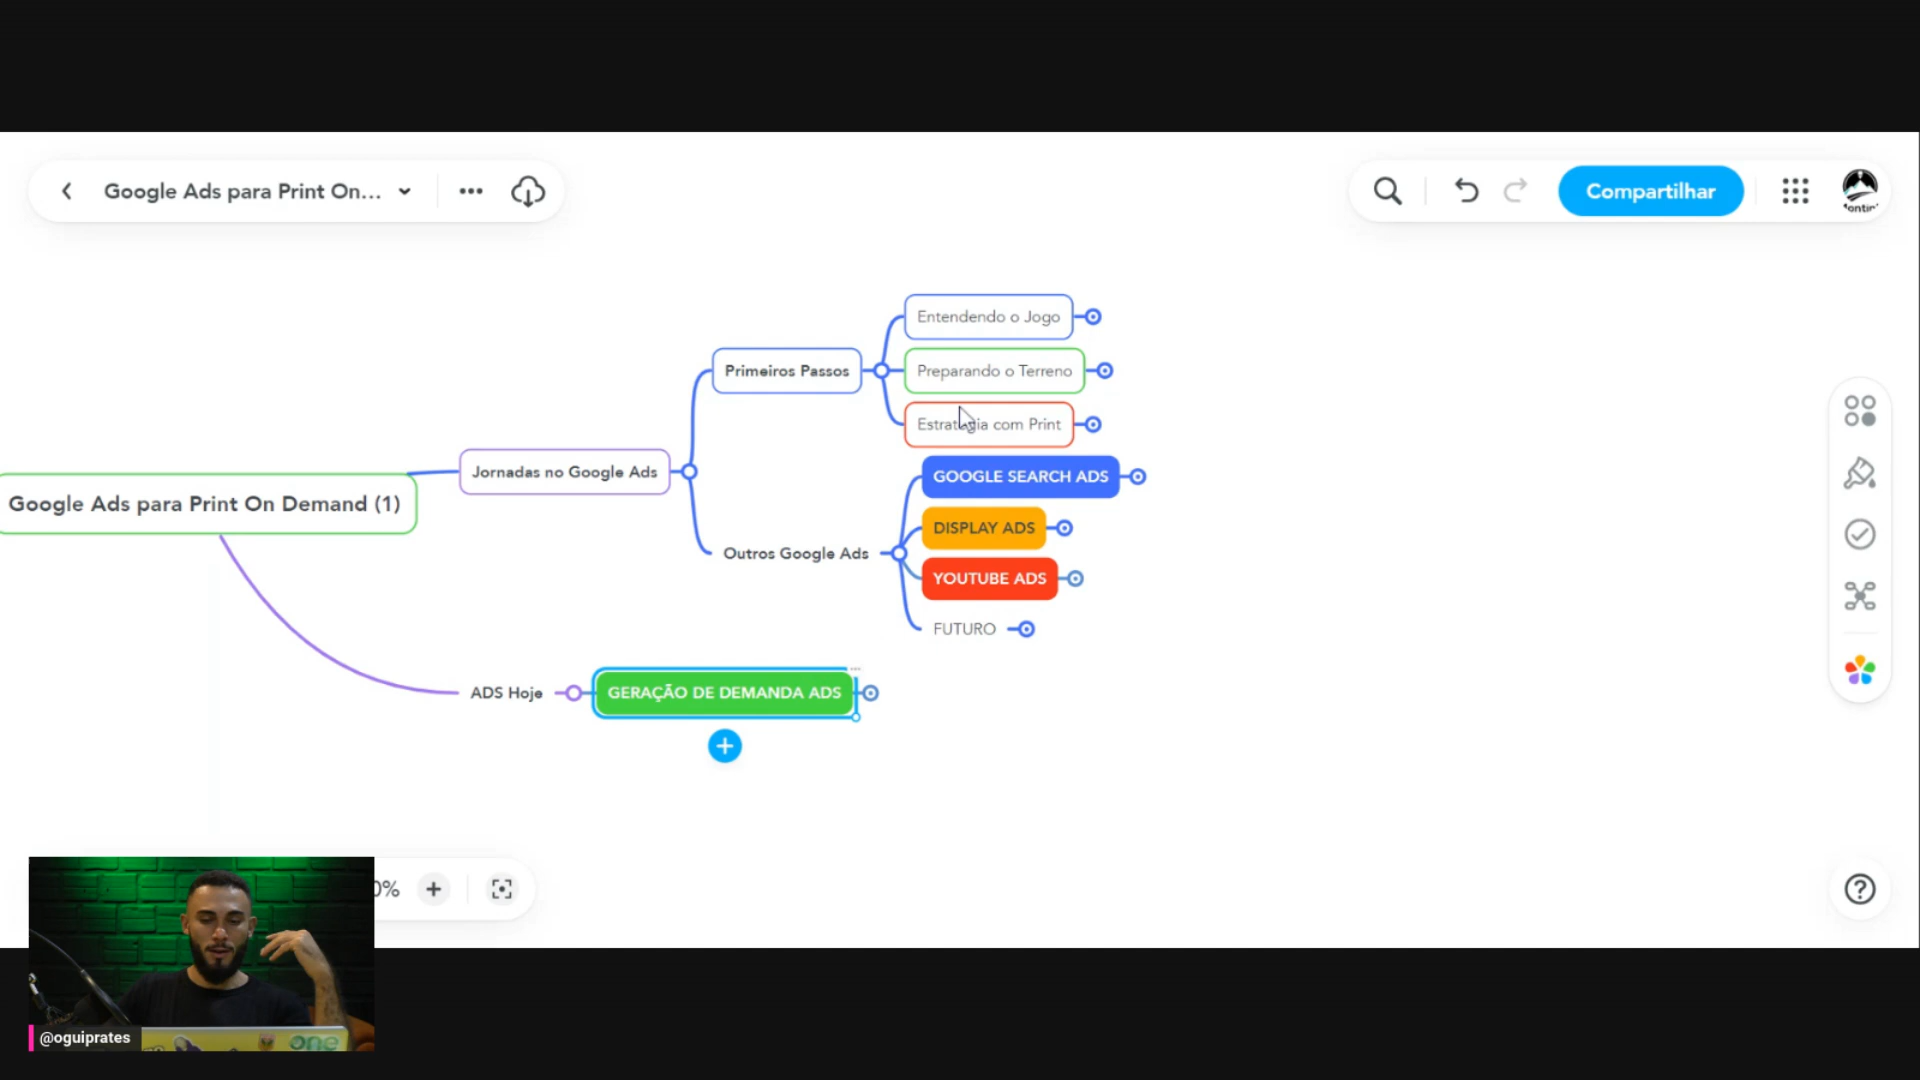 Google Ads para Print On...
Compartilhar
Entendendo o Jogo
Primeiros Passos
Preparando o Terreno
Estratégia com Print
Jornadas no Google Ads
GOOGLE SEARCH ADS
Google Ads para Print On Demand (1)
DISPLAY ADS
Outros Google Ads
YOUTUBE ADS
FUTURO
ADS Hoje
GERAÇÃO DE DEMANDA ADS
0%
@oguiprates
one